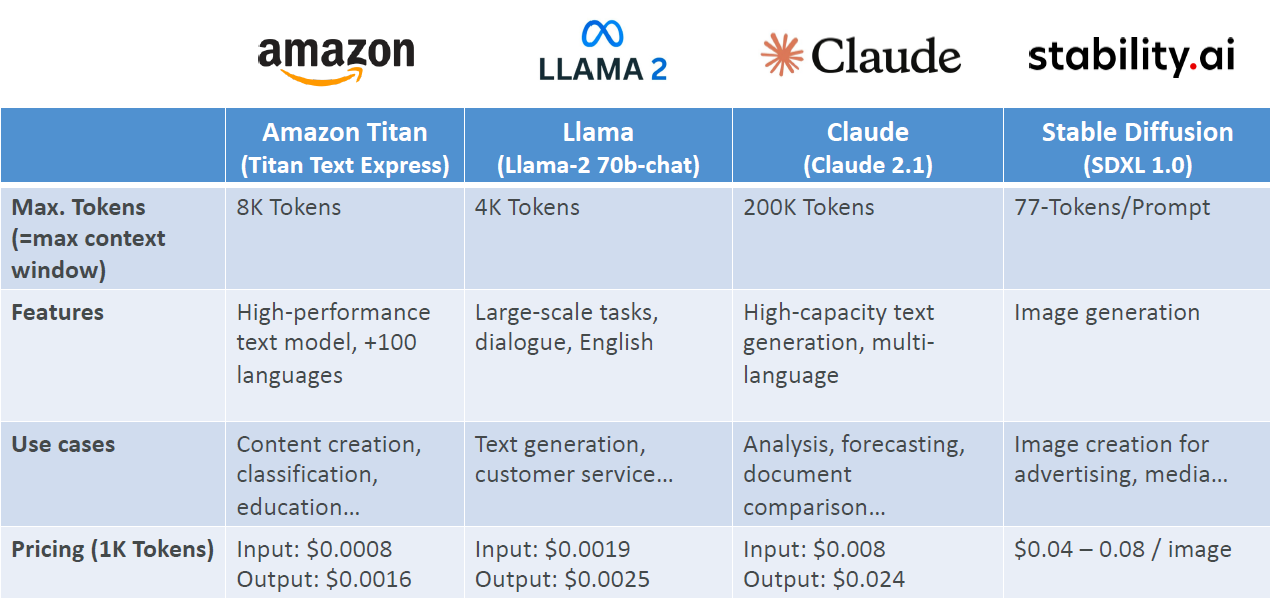 amazon
LLAMA 2
Claude
stability.ai
Amazon Titan
(Titan Text Express)
Llama
(Llama-2 70b-chat)
Claude
(Claude 2.1)
Stable Diffusion
(SDXL 1.0)
Max. Tokens
(=max context
window)
8K Tokens
4K Tokens
200K Tokens
77-Tokens/Prompt
Features
High-performance
text model, +100
languages
Large-scale tasks,
dialogue, English
High-capacity text
generation, multi-
language
Image generation
Use cases
Content creation,
classification,
education...
Text generation,
customer service...
Analysis, forecasting,
document
comparison...
Image creation for
advertising, media...
Pricing (1K Tokens)
Input: $0.0008
Output: $0.0016
Input: $0.0019
Output: $0.0025
Input: $0.008
Output: $0.024
$0.04 – 0.08 / image